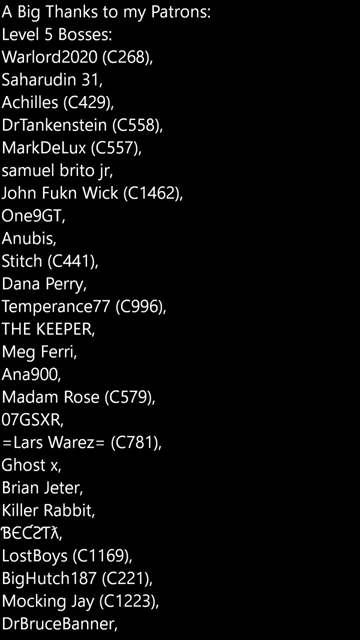 A Big Thanks to my Patrons:
Level 5 Bosses:
Warlord2020 (C268),
Saharudin 31,
Achilles (C429),
DrTankenstein (C558),
MarkDeLux (C557),
samuel brito jr,
John Fukn Wick (C1462),
One9GT,
Anubis,
Stitch (C441),
Dana Perry,
Temperance77 (C996),
THE KEEPER,
Meg Ferri,
Ana900,
Madam Rose (C579),
07GSXR,
=Lars Warez= (C781),
Ghost x,
Brian Jeter,
Killer Rabbit,
ƁЄƇƧƬƛ,
LostBoys (C1169),
BigHutch187 (C221),
Mocking Jay (C1223),
DrBruceBanner,